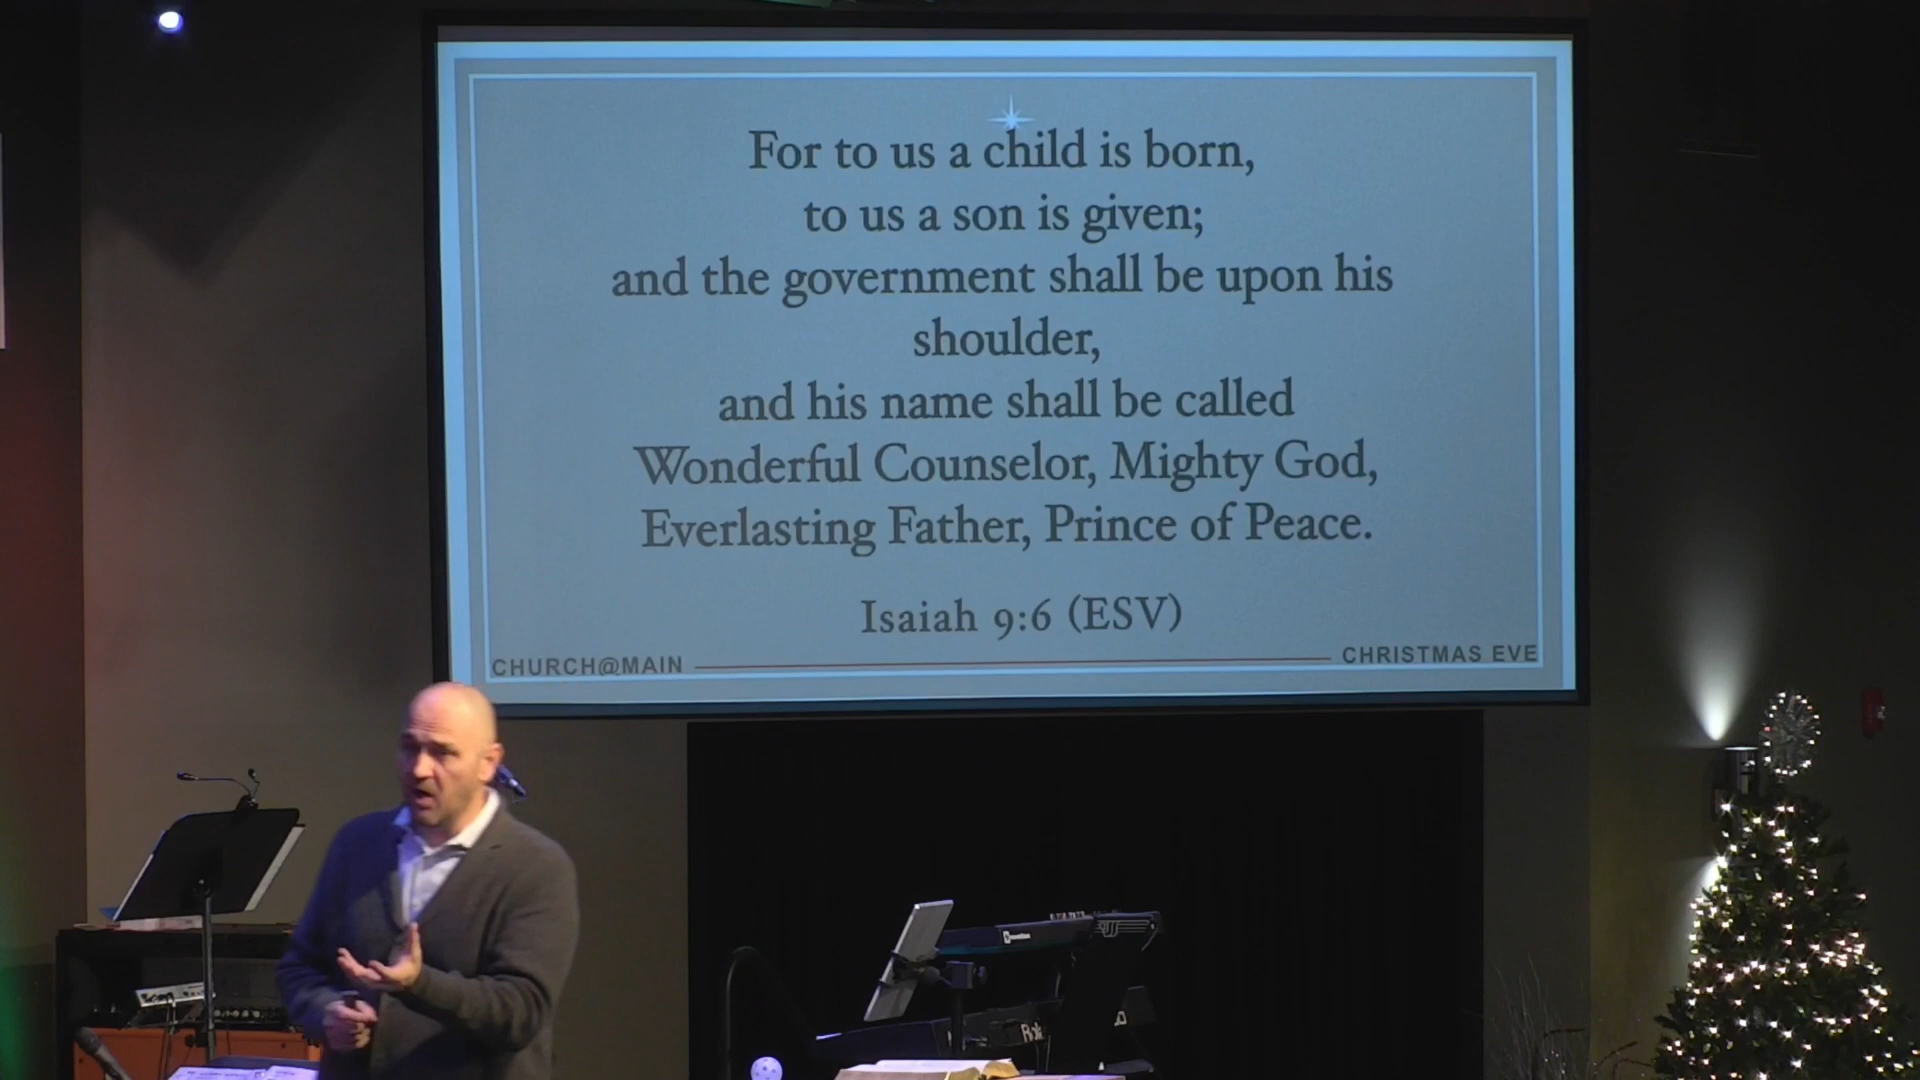 For to us a child is born,
to us a son is given;
and the government shall be upon his
shoulder,
and his name shall be called
Wonderful Counselor, Mighty God,
Everlasting Father, Prince of Peace.
Isaiah 9:6 (ESV)
CHURCH@MAIN
CHRISTMAS EVE